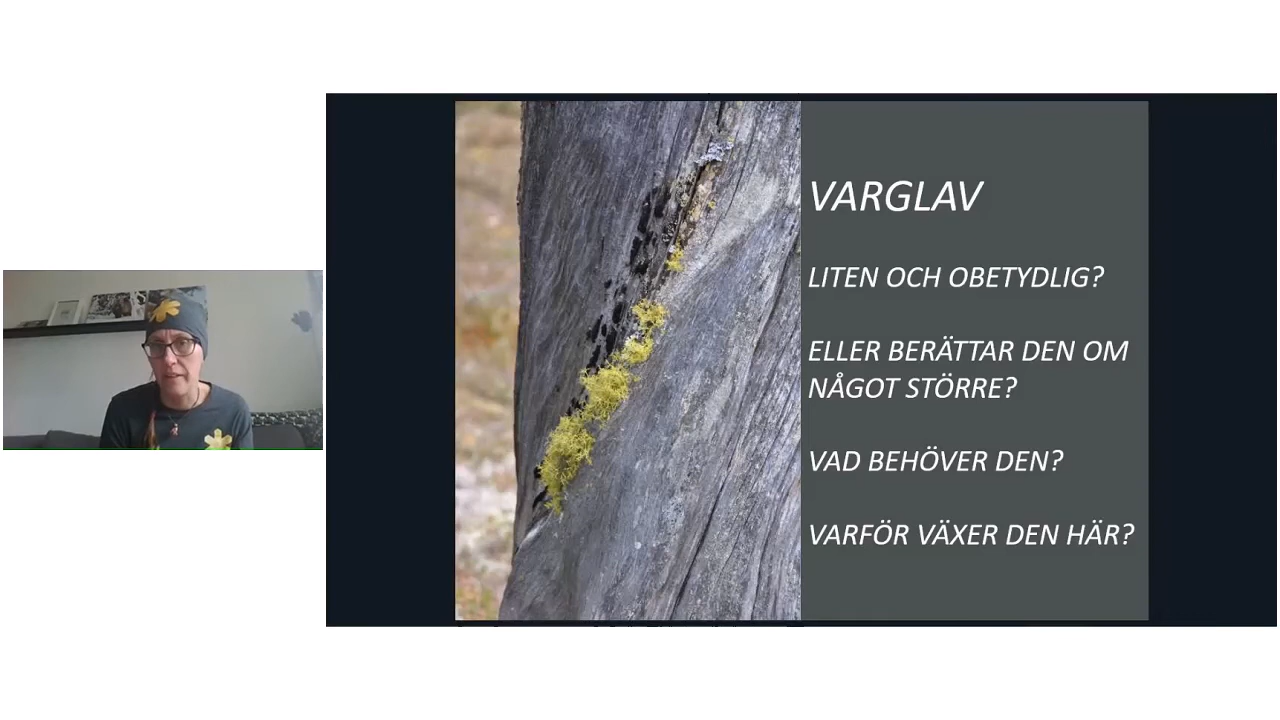 VARGLAV
LITEN OCH OBETYDLIG?
ELLER BERÄTTAR DEN OM
NÅGOT STÖRRE?
VAD BEHÖVER DEN?
VARFÖR VÄXER DEN HÄR?